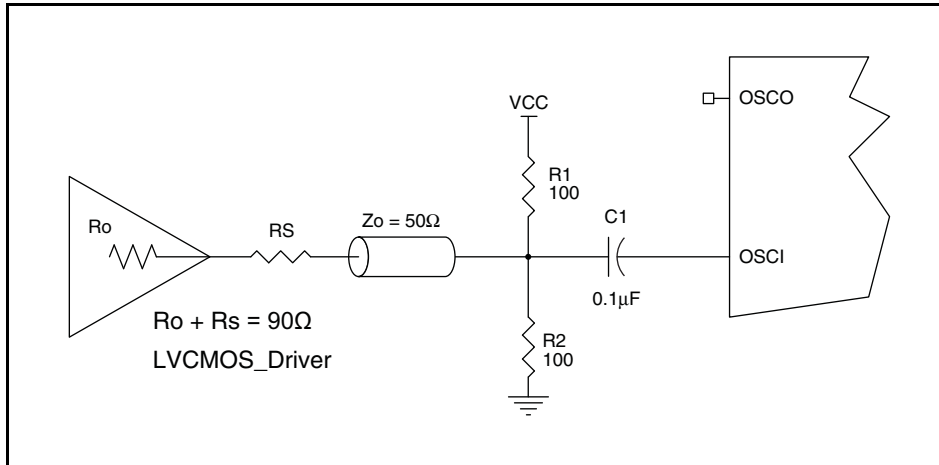 OSCO
VCC
R1
100
C1
Zo = 50Ω
RS
Ro
OSCI
0.1μF
Ro + Rs = 90Ω
R2
100
LVCMOS_Driver